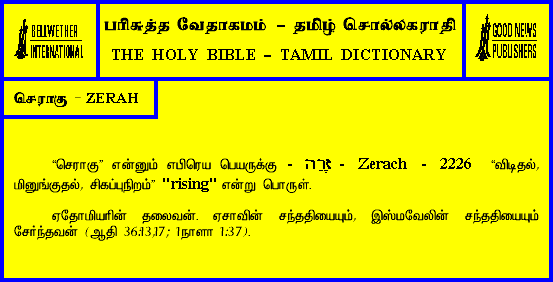 BELLWETHER
INTERNATIONAL
பரிசுத்த வேதாகமம் – தமிழ் சொல்லகராதி
THE HOLY BIBLE – TAMIL DICTIONARY
GOOD NEWS
PUBLISHERS
செராகு – ZERAH
“செராகு” என்னும் எபிரெய பெயருக்கு - זֶרַח - Zerach - 2226 “விடிதல்,
மினுங்குதல், சிகப்புநிறம்” "rising" என்று பொருள்.
ஏதோமியரின் தலைவன். ஏசாவின் சந்ததியையும், இஸ்மவேலின் சந்ததியையும்
சேர்ந்தவன் (ஆதி 36:13,17; 1நாளா 1:37).